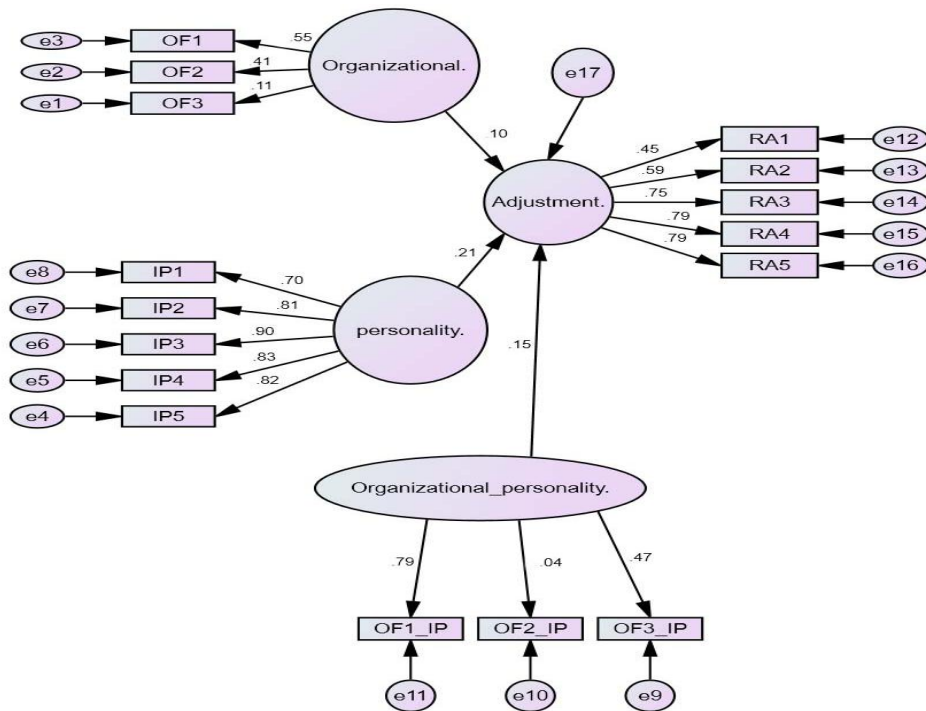 e3
OF1
.55
e2
OF2
.41
e1
OF3
.11
Organizational.
e17
.10
Adjustment.
.45
RA1
e12
.59
RA2
e13
.75
RA3
e14
.79
RA4
e15
.79
RA5
e16
.21
e8
IP1
.70
e7
IP2
.81
e6
IP3
.90
e5
IP4
.83
e4
IP5
.82
personality.
.15
Organizational_personality.
.79
.04
.47
OF1_IP
OF2_IP
OF3_IP
e11
e10
e9